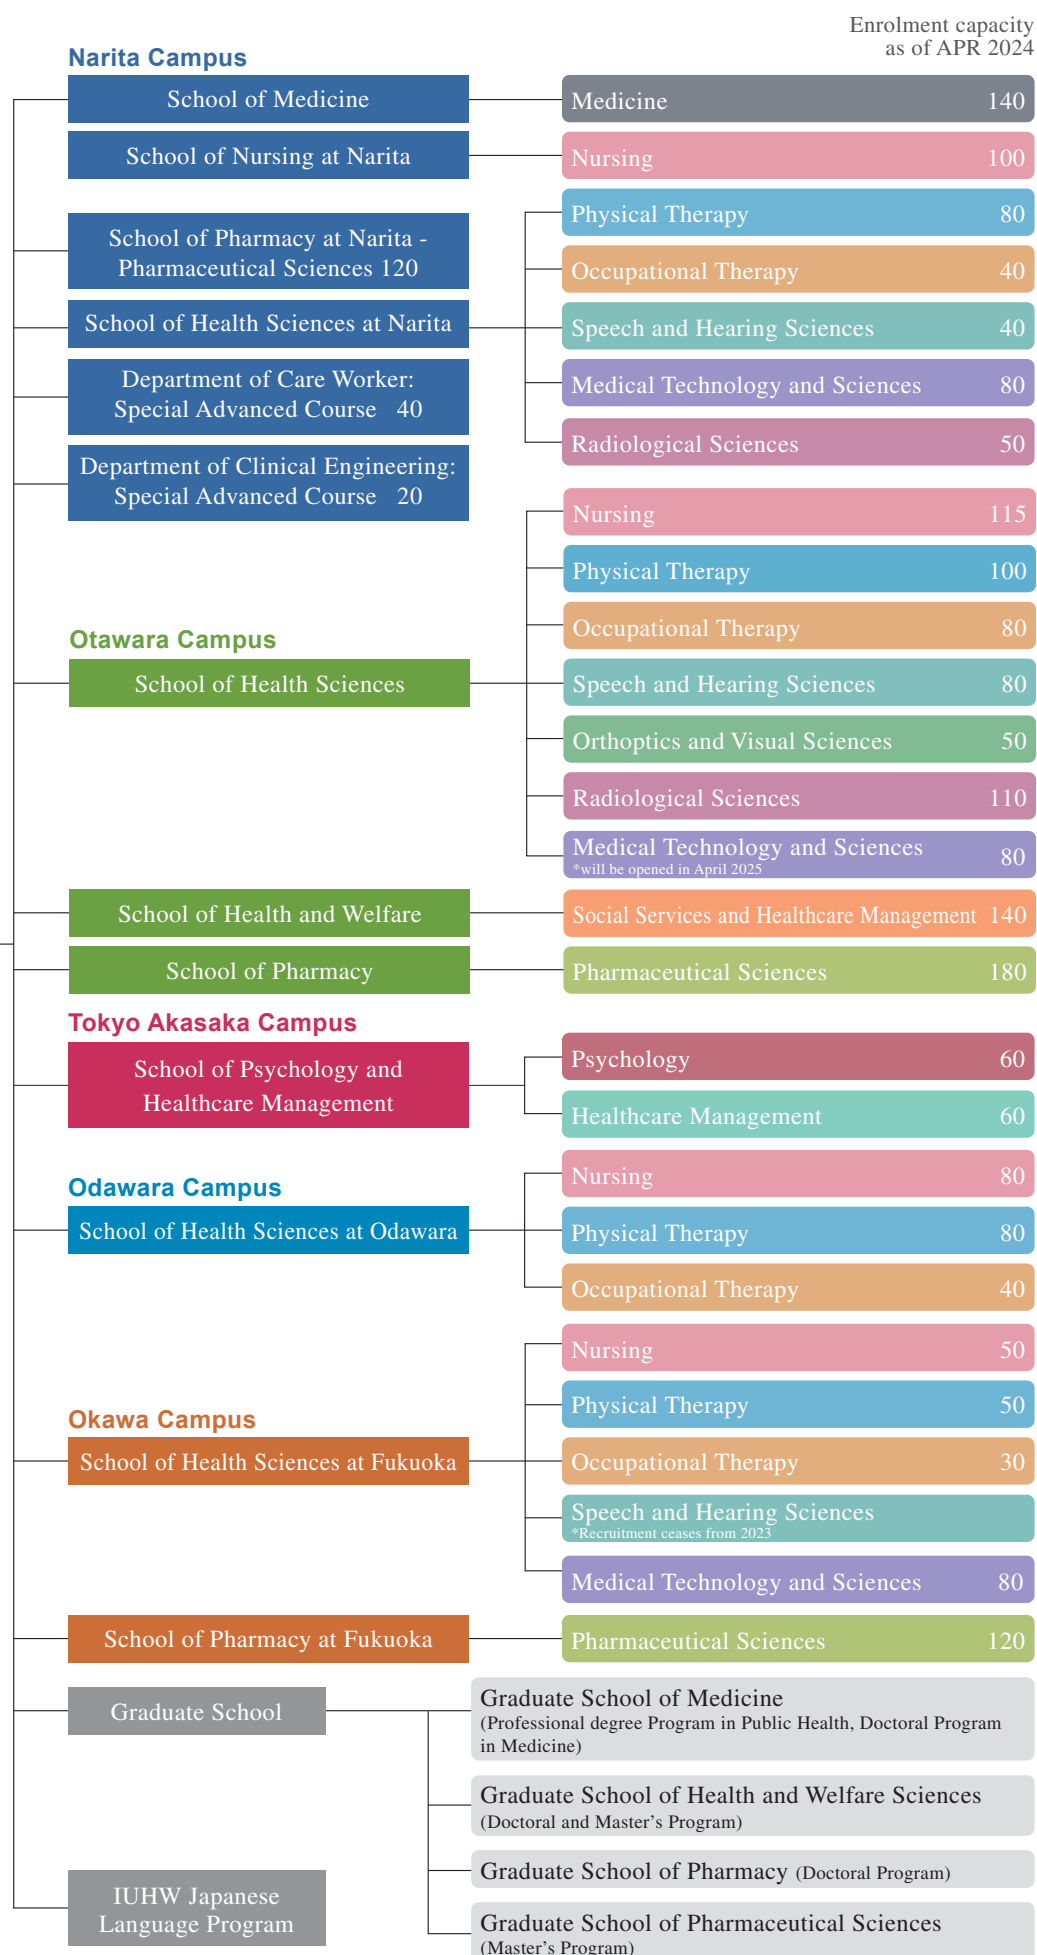 Enrolment capacity
as of APR 2024
Narita Campus
School of Medicine
Medicine 140
School of Nursing at Narita
Nursing 100
School of Pharmacy at Narita -
Pharmaceutical Sciences 120
School of Health Sciences at Narita
Physical Therapy 80
Occupational Therapy 40
Speech and Hearing Sciences 40
Medical Technology and Sciences 80
Radiological Sciences 50
Department of Care Worker:
Special Advanced Course 40
Department of Clinical Engineering:
Special Advanced Course 20
Otawara Campus
School of Health Sciences
Nursing 115
Physical Therapy 100
Occupational Therapy 80
Speech and Hearing Sciences 80
Orthoptics and Visual Sciences 50
Radiological Sciences 110
Medical Technology and Sciences 80
*will be opened in April 2025
School of Health and Welfare
Social Services and Healthcare Management 140
School of Pharmacy
Pharmaceutical Sciences 180
Tokyo Akasaka Campus
School of Psychology and
Healthcare Management
Psychology 60
Healthcare Management 60
Odawara Campus
School of Health Sciences at Odawara
Nursing 80
Physical Therapy 80
Occupational Therapy 40
Okawa Campus
School of Health Sciences at Fukuoka
Nursing 50
Physical Therapy 50
Occupational Therapy 30
Speech and Hearing Sciences
*Recruitment ceases from 2023
Medical Technology and Sciences 80
School of Pharmacy at Fukuoka
Pharmaceutical Sciences 120
Graduate School
Graduate School of Medicine
(Professional degree Program in Public Health, Doctoral Program
in Medicine)
Graduate School of Health and Welfare Sciences
(Doctoral and Master's Program)
Graduate School of Pharmacy (Doctoral Program)
Graduate School of Pharmaceutical Sciences
(Master's Program)
IUHW Japanese
Language Program